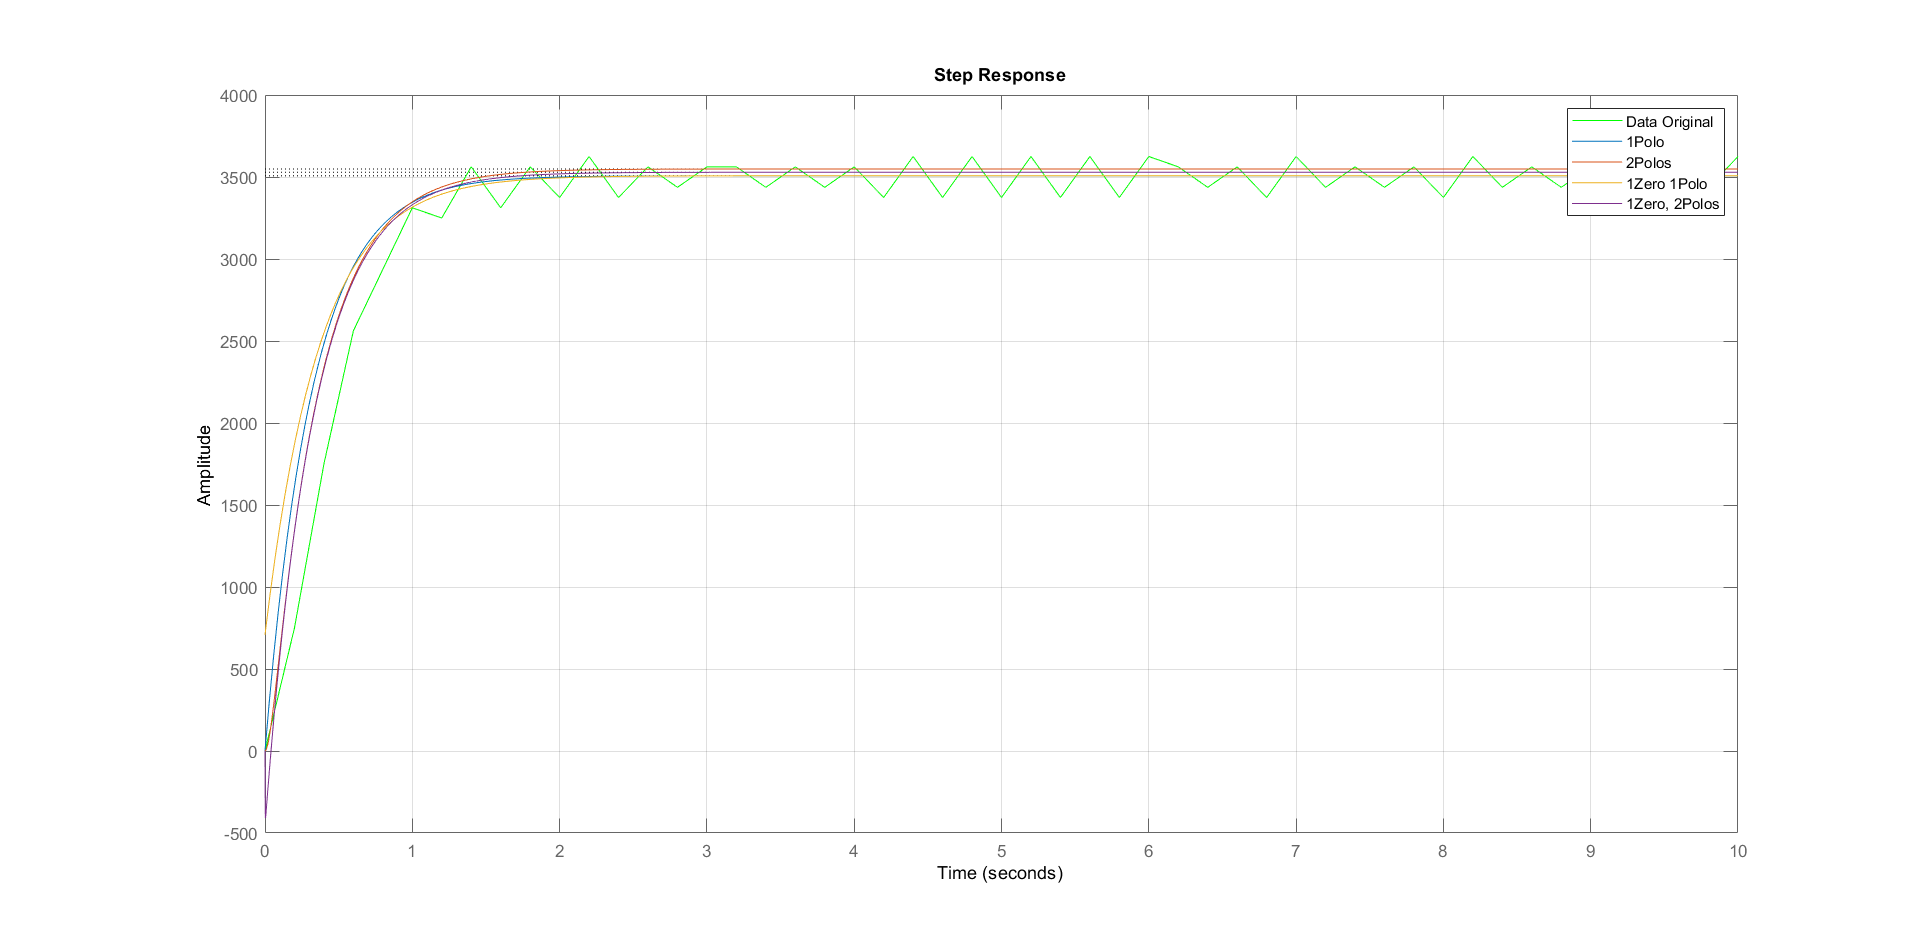 Step Response
4000
3500
3000
2500
2000
1500
1000
500
0
-500
Amplitude
Data Original
1Polo
2Polos
1Zero 1Polo
1Zero, 2Polos
0 1 2 3 4 5 6 7 8 9 10
Time (seconds)